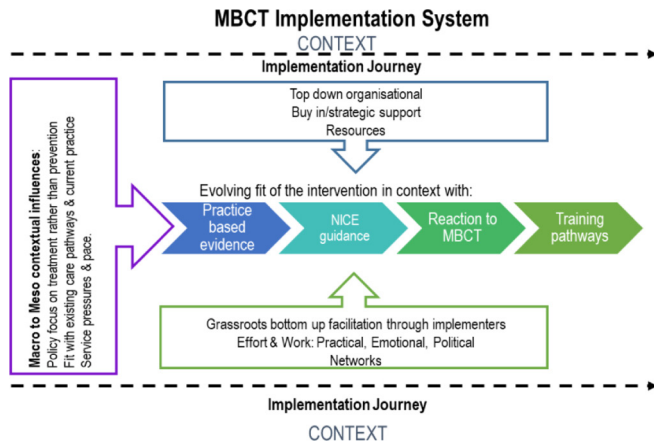 MBCT Implementation System
CONTEXT
Implementation Journey
Top down organisational
Buy in/strategic support
Resources
Macro to Meso contextual influences:
Policy focus on treatment rather than prevention
Fit with existing care pathways & current practice
Service pressures & pace.
Evolving fit of the intervention in context with:
Practice
based
evidence
NICE
guidance
Reaction to
MBCT
Training
pathways
Grassroots bottom up facilitation through implementers
Effort & Work: Practical, Emotional, Political
Networks
Implementation Journey
CONTEXT